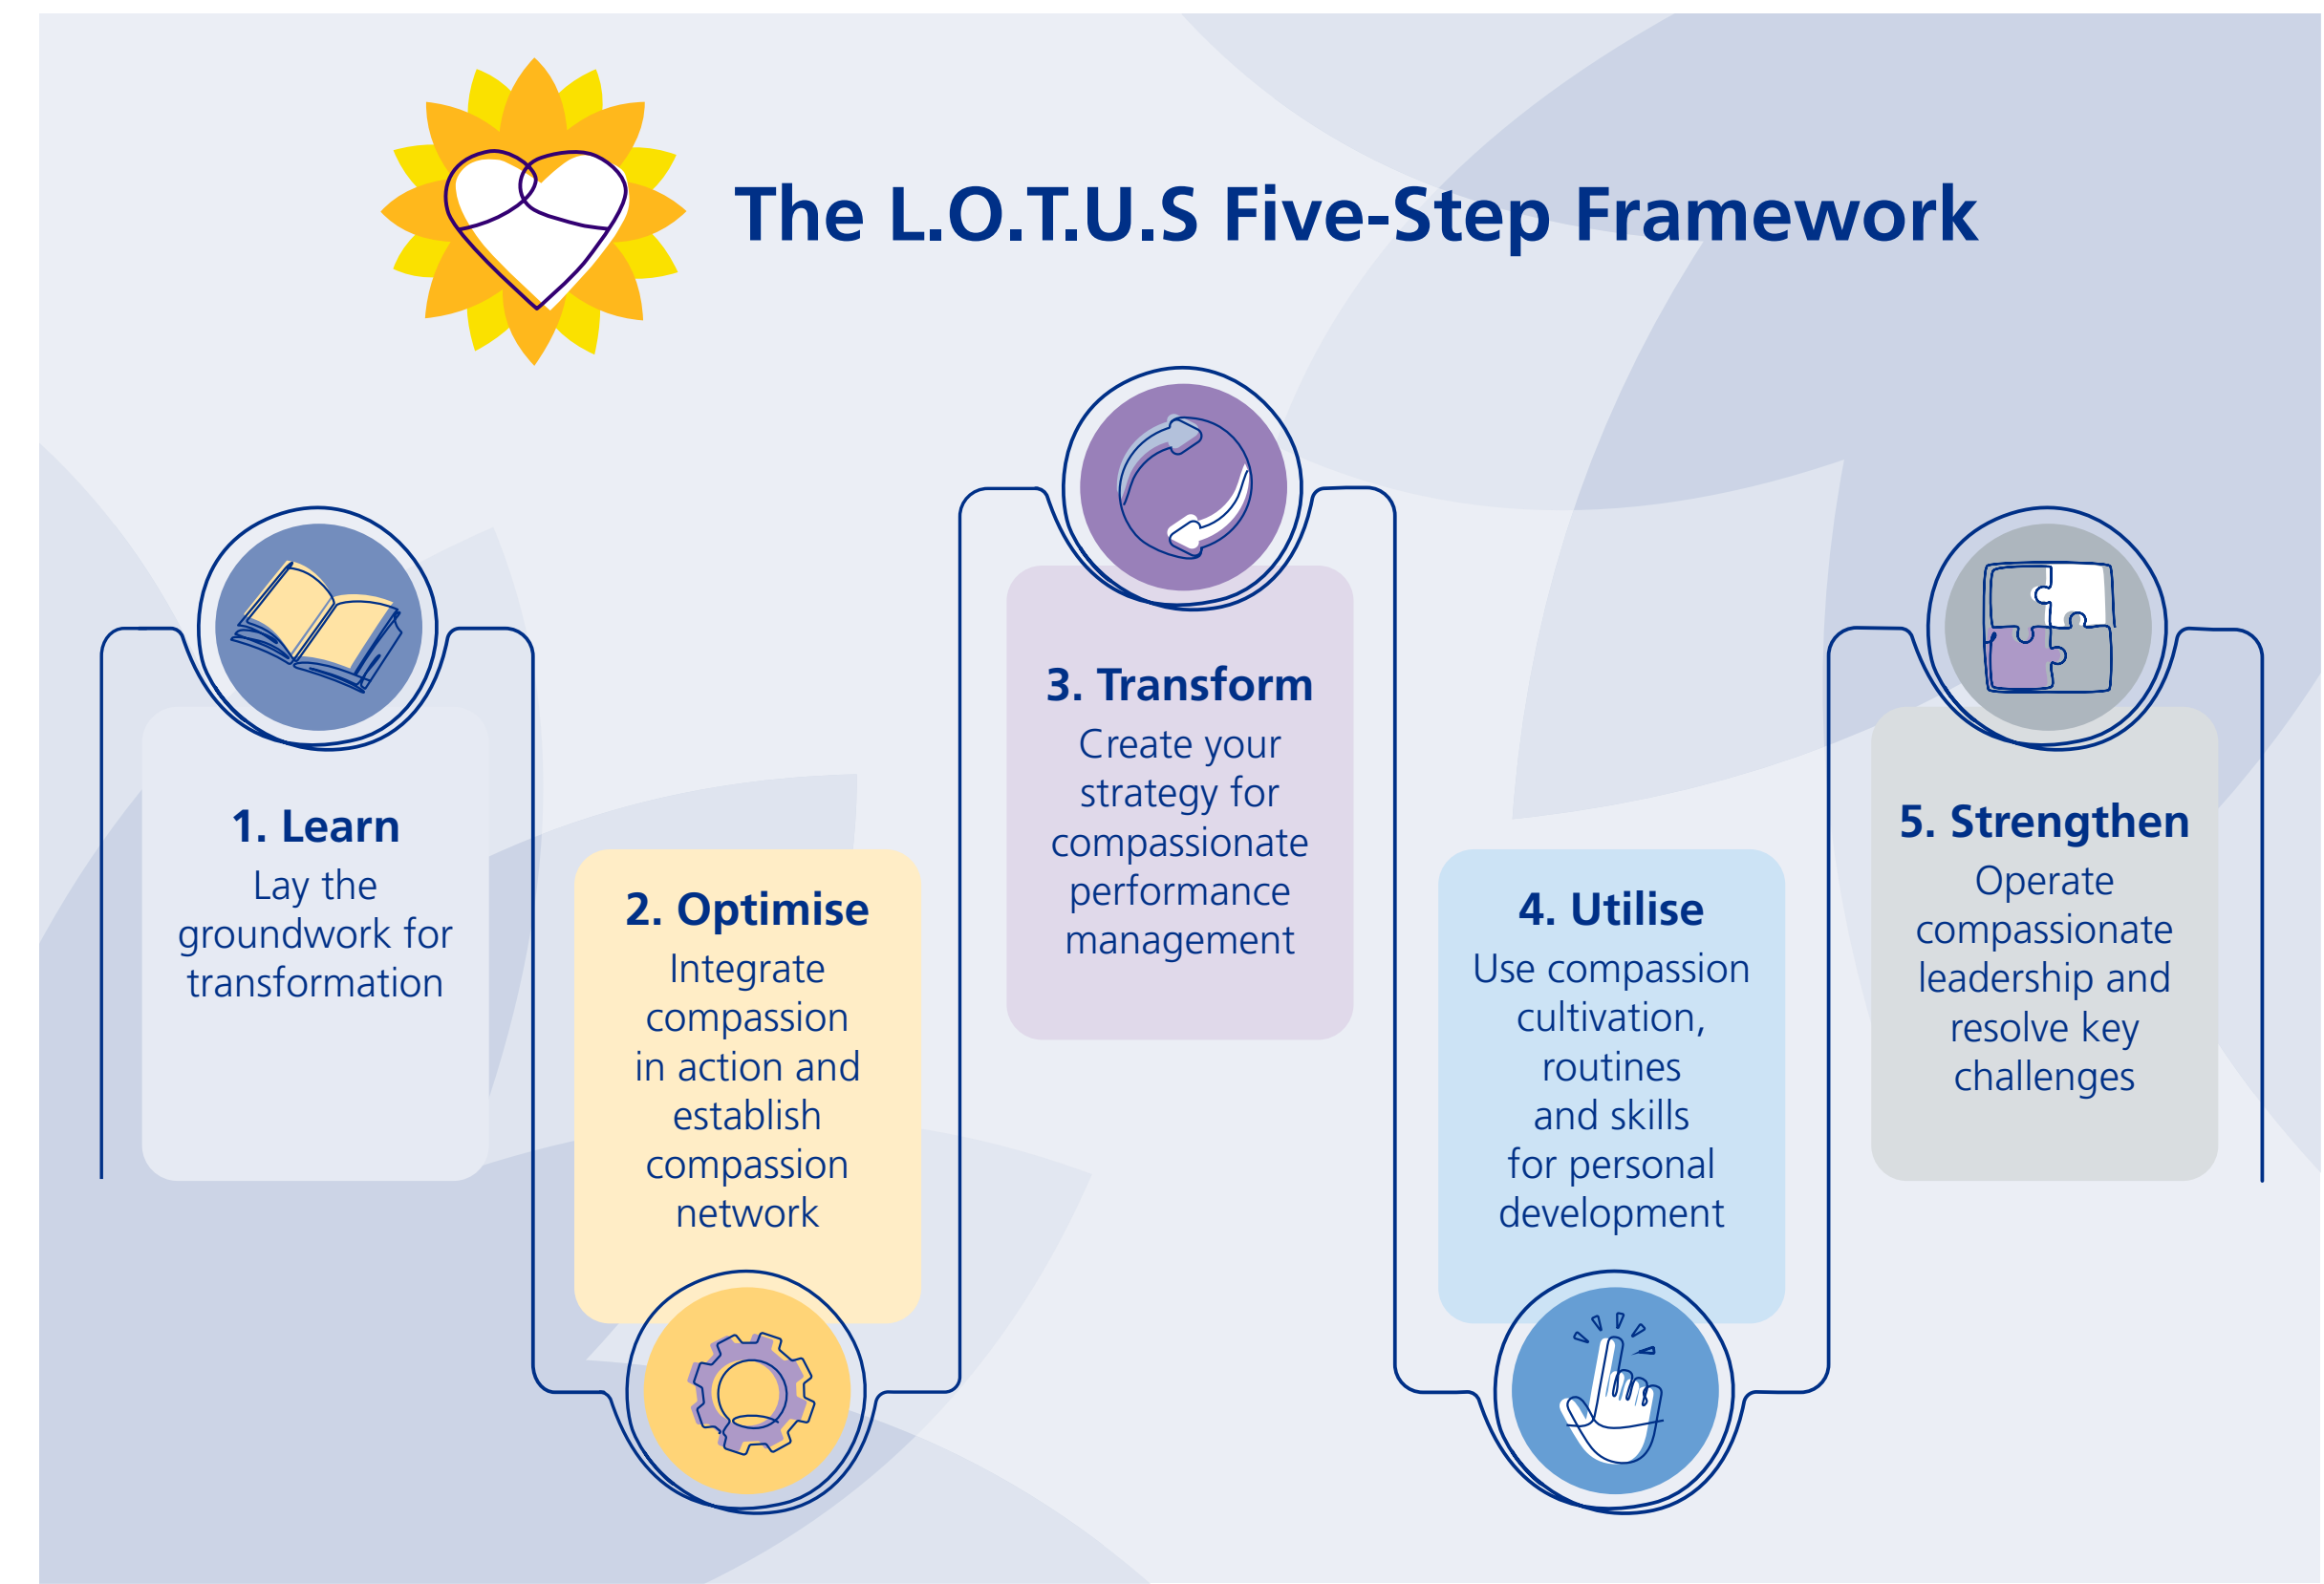 The L.O.T.U.S Five-Step Framework
1. Learn
Lay the
groundwork for
transformation
2. Optimise
Integrate
compassion
in action and
establish
compassion
network
3. Transform
Create your
strategy for
compassionate
performance
management
4. Utilise
Use compassion
cultivation,
routines
and skills
for personal
development
5. Strengthen
Operate
compassionate
leadership and
resolve key
challenges